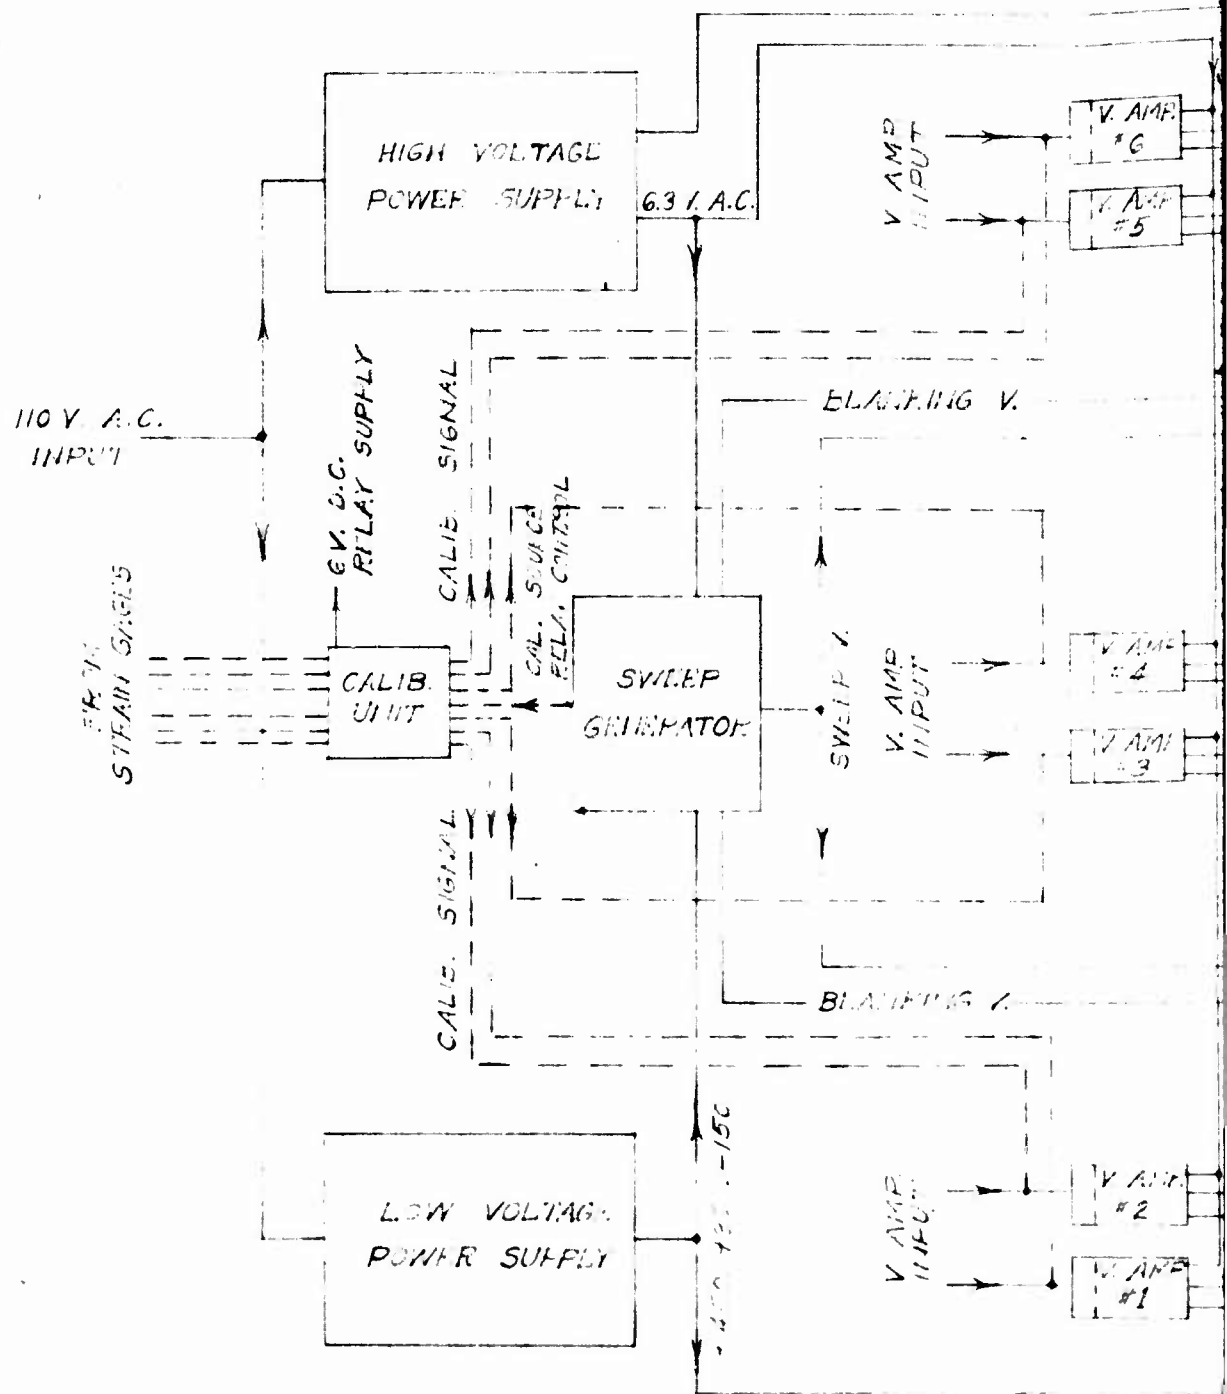 HIGH VOLTAGE
POWER SUPPLY
6.3 V. A.C.
V. AMP
INPUT
V. AMP.
#6
V. AMP
#5
110 V. A.C.
INPUT
6 V. D.C.
RELAY SUPPLY
CALIB. SIGNAL
BLANKING V.
CAL. SOURCE
RELA. CONTROL
FROM
STRAIN GAGES
CALIB.
UNIT
SWEEP
GENERATOR
SWEEP V.
V. AMP
INPUT
V. AMP
#4
V. AMP
#3
CALIB. SIGNAL
BLANKING V.
LOW VOLTAGE
POWER SUPPLY
-150
V. AMP.
INPUT
V. AMP.
#2
V. AMP
#1